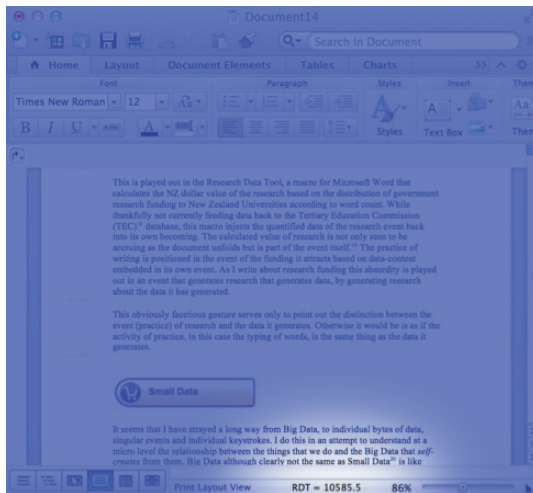 Document14
Search in Document
Home Layout Document Elements Tables Charts
Font Paragraph Styles Insert Them
Times New Roman 12 Aa
B I U ABC A Styles Text Box Them
This is played out in the Research Data Tool, a macro for Microsoft Word that
calculates the NZ dollar value of the research based on the distribution of government
research funding to New Zealand Universities according to word count. While
thankfully not currently feeding data back to the Tertiary Education Commission
(TEC)¹⁸ database, this macro injects the quantified data of the research event back
into its own becoming. The calculated value of research is not only seen to be
accruing as the document unfolds but is part of the event itself.¹⁹ The practice of
writing is positioned in the event of the funding it attracts based on data-content
embedded in its own event. As I write about research funding this absurdity is played
out in an event that generates research that generates data, by generating research
about the data it has generated.
This obviously facetious gesture serves only to point out the distinction between the
event (practice) of research and the data it generates. Otherwise it would be is as if the
activity of practice, in this case the typing of words, is the same thing as the data it
generates.
Small Data
It seems that I have strayed a long way from Big Data, to individual bytes of data,
singular events and individual keystrokes. I do this in an attempt to understand at a
micro level the relationship between the things that we do and the Big Data that self-
creates from them. Big Data although clearly not the same as Small Data²⁰ is like
Print Layout View RDT = 10585.5 86%